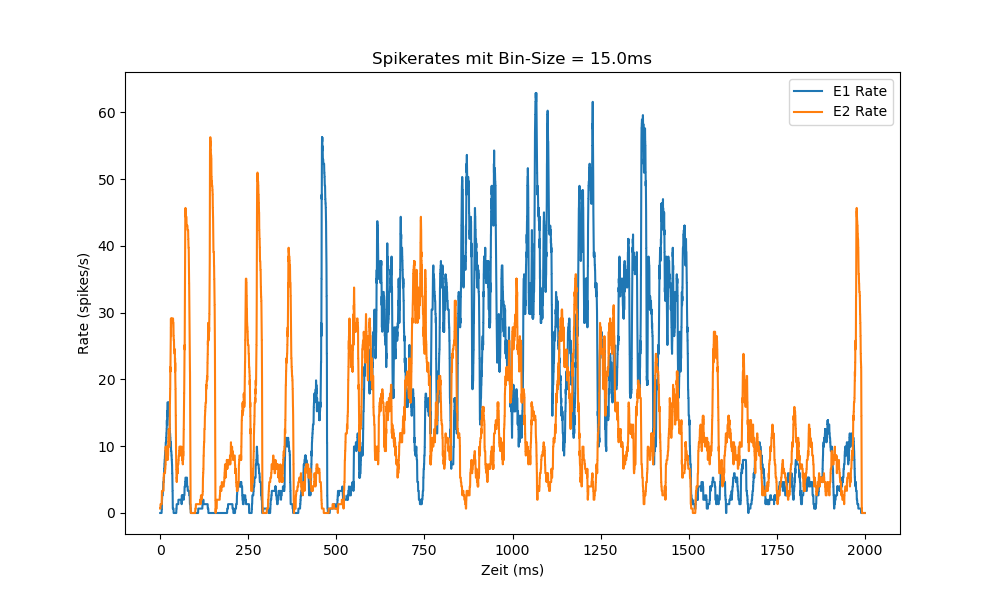 Spikerates mit Bin-Size = 15.0ms
E1 Rate
E2 Rate
Rate (spikes/s)
60
50
40
30
20
10
0
0 250 500 750 1000 1250 1500 1750 2000
Zeit (ms)